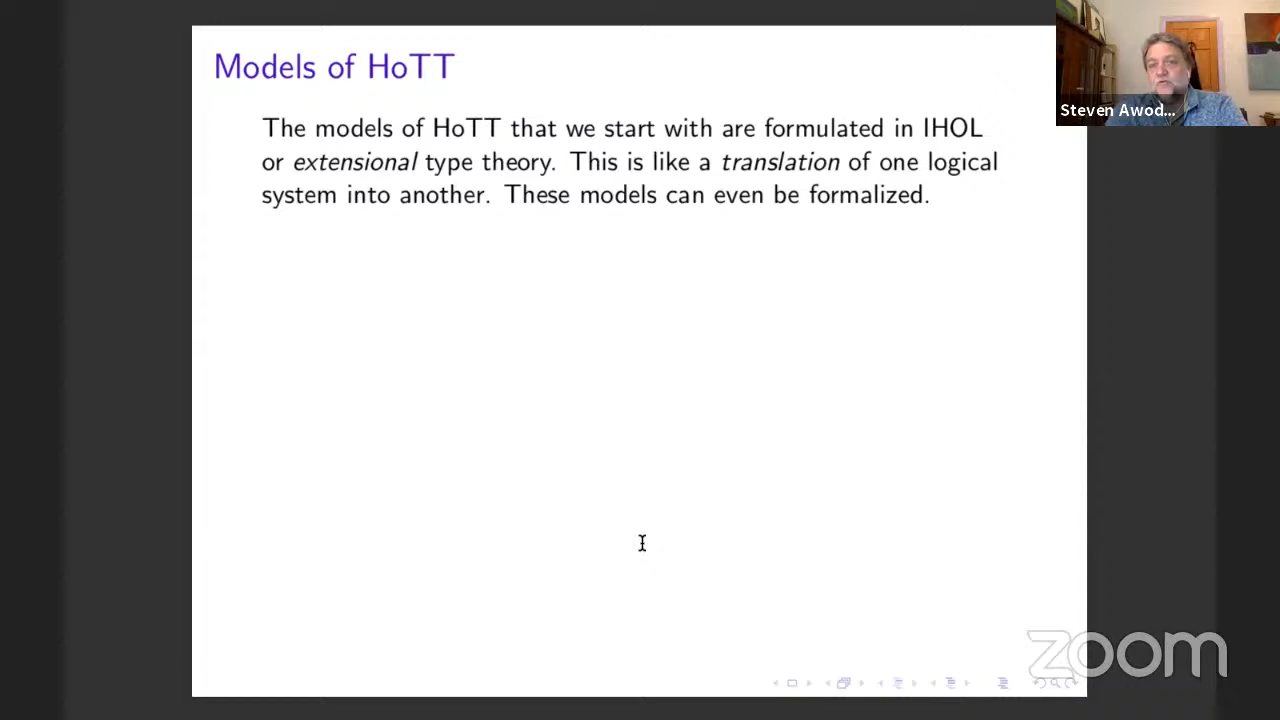 Models of HoTT
Steven Awod...
The models of HoTT that we start with are formulated in IHOL
or extensional type theory. This is like a translation of one logical
system into another. These models can even be formalized.
zoom